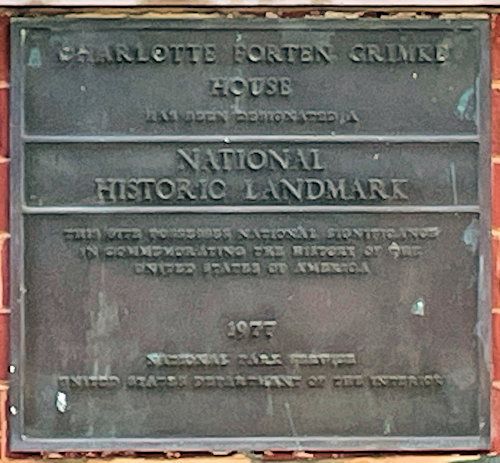 CHARLOTTE FORTEN GRIMKE
HOUSE
HAS BEEN DESIGNATED A
NATIONAL
HISTORIC LANDMARK
THIS SITE POSSESSES NATIONAL SIGNIFICANCE
IN COMMEMORATING THE HISTORY OF THE
UNITED STATES OF AMERICA
1977
NATIONAL PARK SERVICE
UNITED STATES DEPARTMENT OF THE INTERIOR